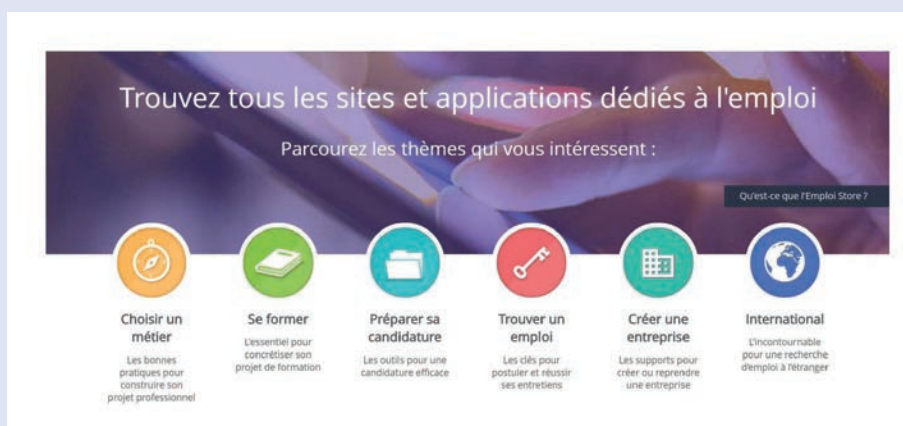 Trouvez tous les sites et applications dédiés à l'emploi
Parcourez les thèmes qui vous intéressent :
Qu'est-ce que l'Emploi Store ?
Choisir un
métier
Les bonnes
pratiques pour
construire son
projet professionnel
Se former
L'essentiel pour
concrétiser son
projet de formation
Préparer sa
candidature
Les outils pour une
candidature efficace
Trouver un
emploi
Les clés pour
postuler et réussir
ses entretiens
Créer une
entreprise
Les supports pour
créer ou reprendre
une entreprise
International
L'incontournable
pour une recherche
d'emploi à l'étranger